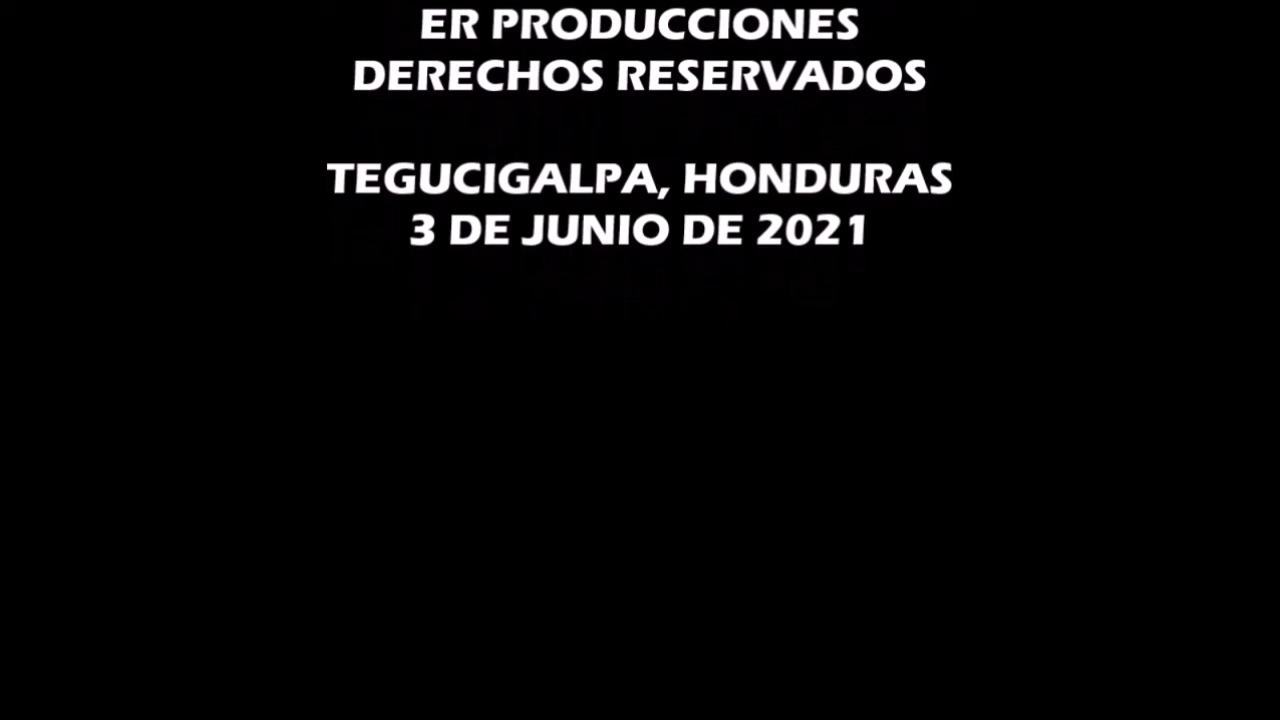 ER PRODUCCIONES
DERECHOS RESERVADOS
TEGUCIGALPA, HONDURAS
3 DE JUNIO DE 2021